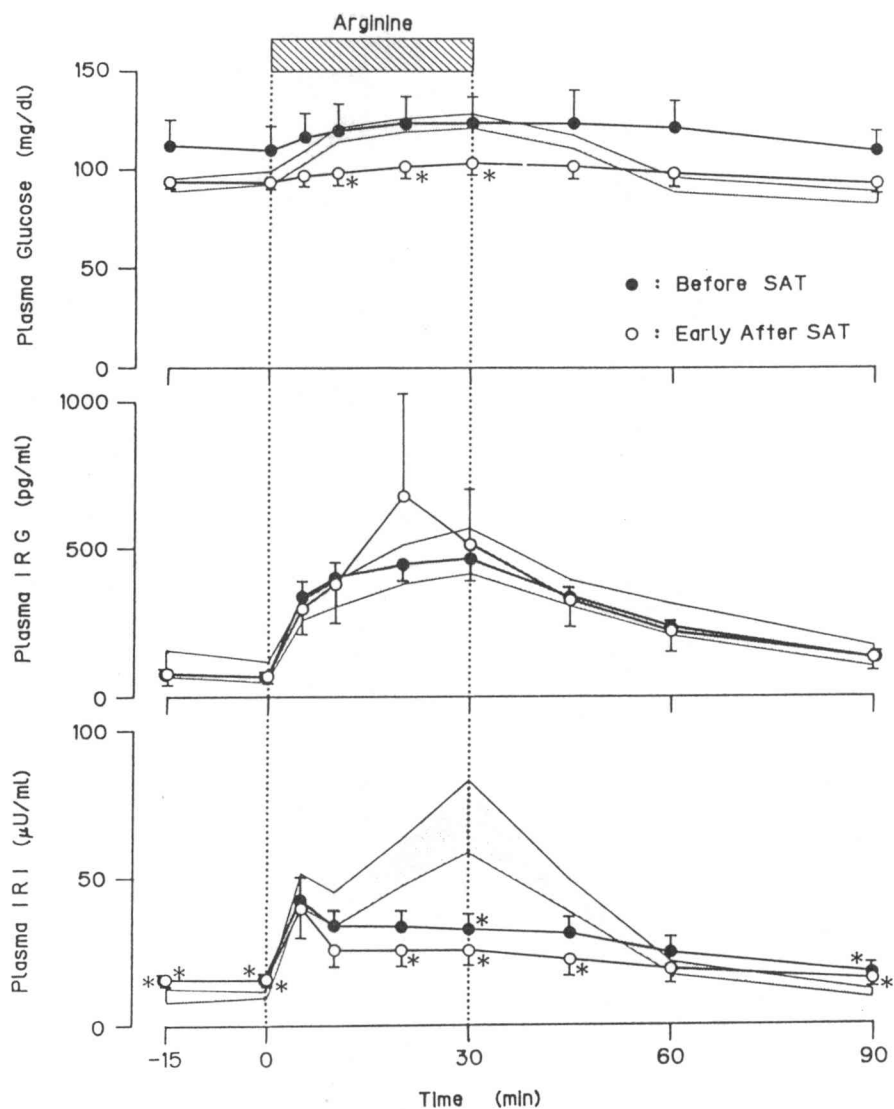 Arginine
Plasma Glucose (mg/dl)
150
100
50
0
* * *
● : Before SAT
○ : Early After SAT
Plasma IRG (pg/ml)
1000
500
0
Plasma IRI (μU/ml)
100
50
0
* * * * * * * * * *
-15 0 30 60 90
Time (min)